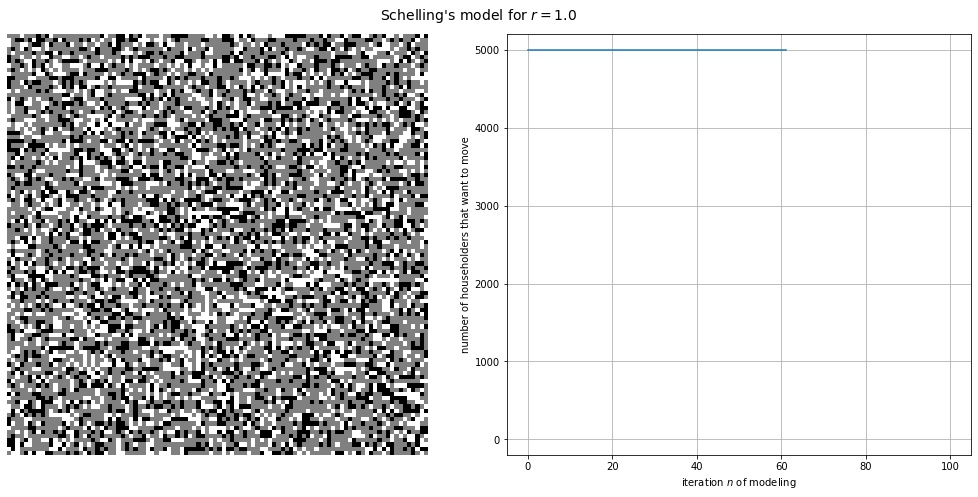 Schelling's model for r = 1.0
number of householders that want to move
5000
4000
3000
2000
1000
0
0 20 40 60 80 100
iteration n of modeling